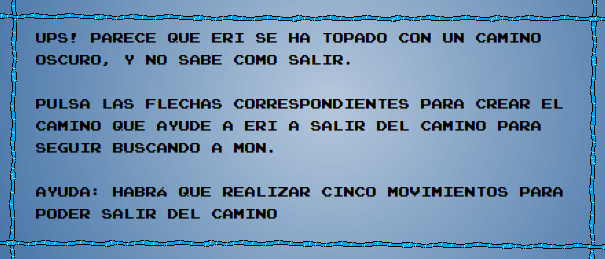 UPS! PARECE QUE ERI SE HA TOPADO CON UN CAMINO
OSCURO, Y NO SABE COMO SALIR.
PULSA LAS FLECHAS CORRESPONDIENTES PARA CREAR EL
CAMINO QUE AYUDE A ERI A SALIR DEL CAMINO PARA
SEGUIR BUSCANDO A MON.
AYUDA: HABRá QUE REALIZAR CINCO MOVIMIENTOS PARA
PODER SALIR DEL CAMINO